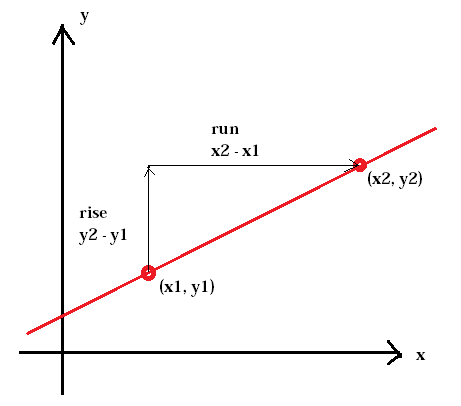 y
run
x2 - x1
(x2, y2)
rise
y2 - y1
(x1, y1)
x